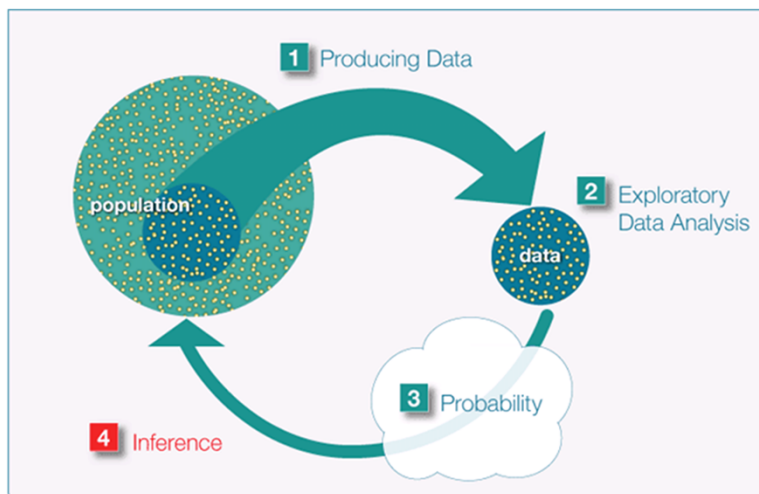 1 Producing Data
population
2 Exploratory
Data Analysis
data
3 Probability
4 Inference